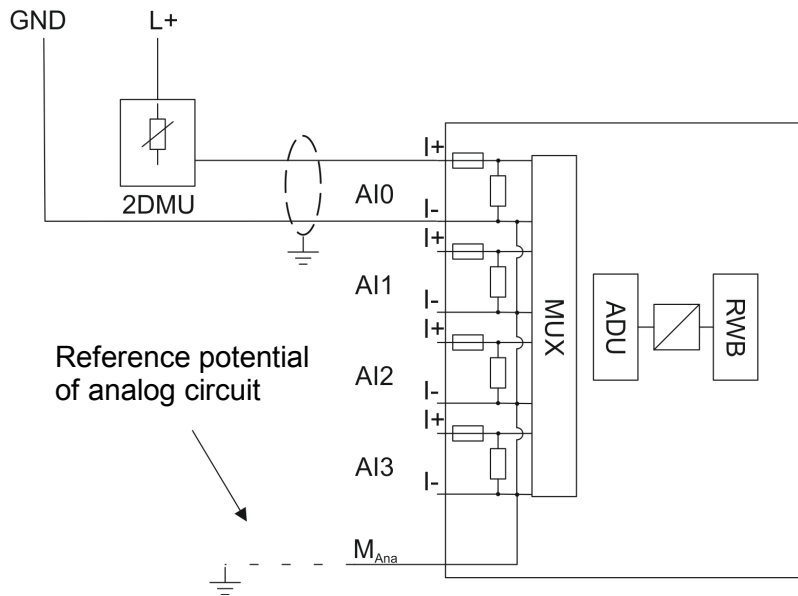 GND
L+
2DMU
I+
AI0
I-
I+
AI1
I-
I+
AI2
I-
I+
AI3
I-
MUX
ADU
RWB
Reference potential
of analog circuit
MAna